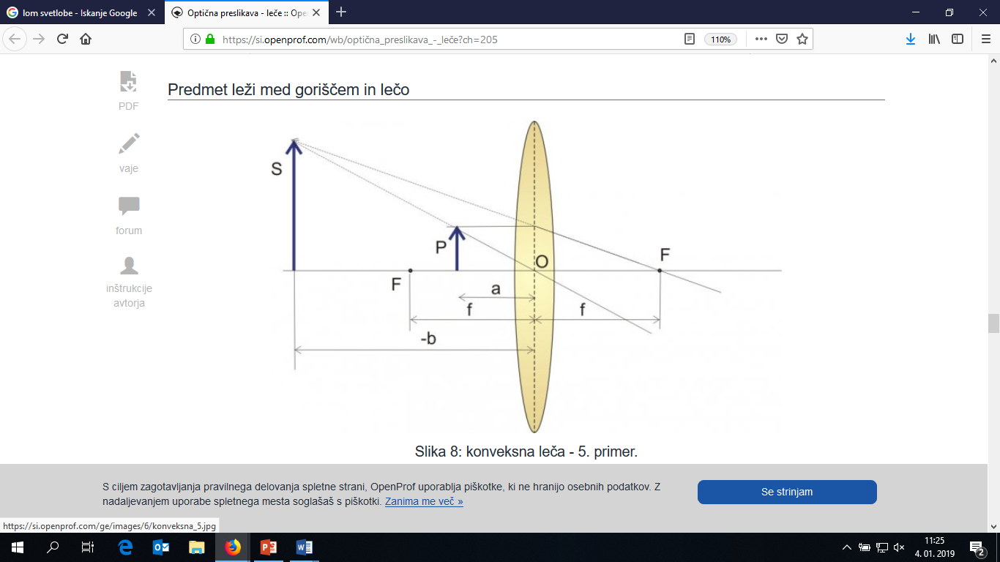 lom svetlobe - Iskanje Google
Optična preslikava - leče :: Ope
https://si.openprof.com/wb/optična_preslikava_-_leče?ch=205
110%
Predmet leži med goriščem in lečo
PDF
vaje
forum
inštrukcije
avtorja
S
P
O
F
F
a
f
f
-b
Slika 8: konveksna leča - 5. primer.
S ciljem zagotavljanja pravilnega delovanja spletne strani, OpenProf uporablja piškotke, ki ne hranijo osebnih podatkov. Z
nadaljevanjem uporabe spletnega mesta soglašaš s piškotki. Zanima me več »
Se strinjam
https://si.openprof.com/ge/images/6/konveksna_5.jpg
11:25
4. 01. 2019
2